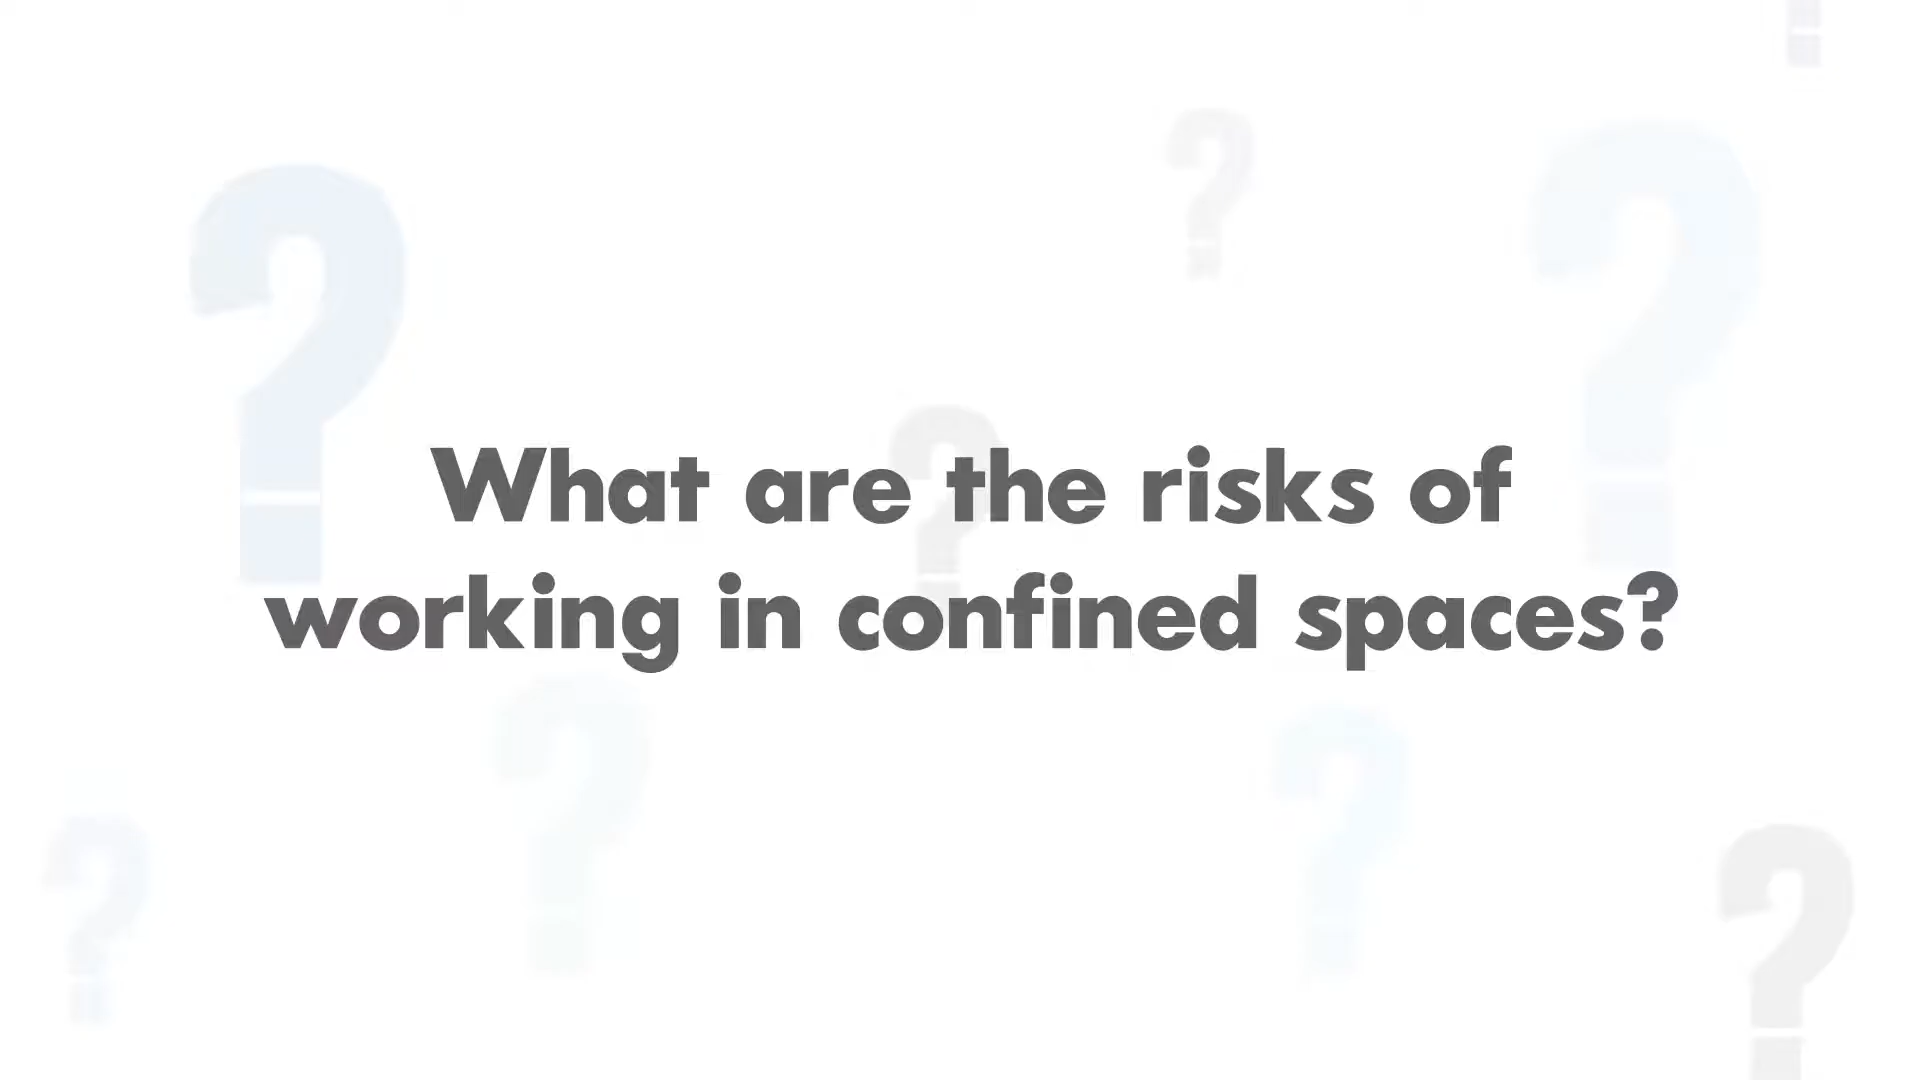 What are the risks of
working in confined spaces?